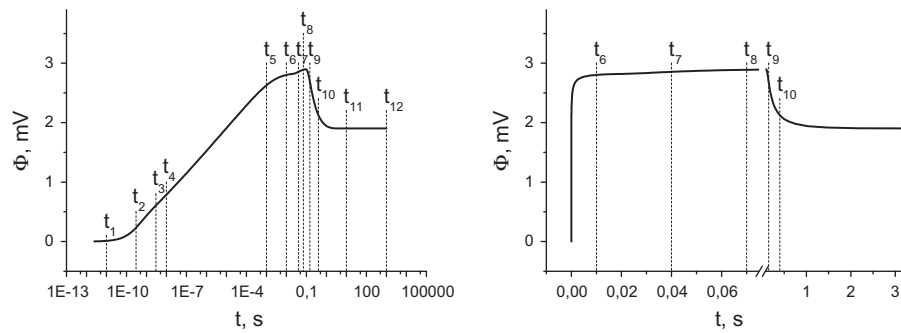 t₈
t₅ t₆ t₇ t₉
t₁₀
t₁₁ t₁₂
t₃ t₄
t₂
t₁
3
2
1
0
Φ, mV
1E-13 1E-10 1E-7 1E-4 0,1 100 100000
t, s
t₆ t₇ t₈ t₉
t₁₀
3
2
1
0
Φ, mV
0,00 0,02 0,04 0,06 1 2 3
t, s